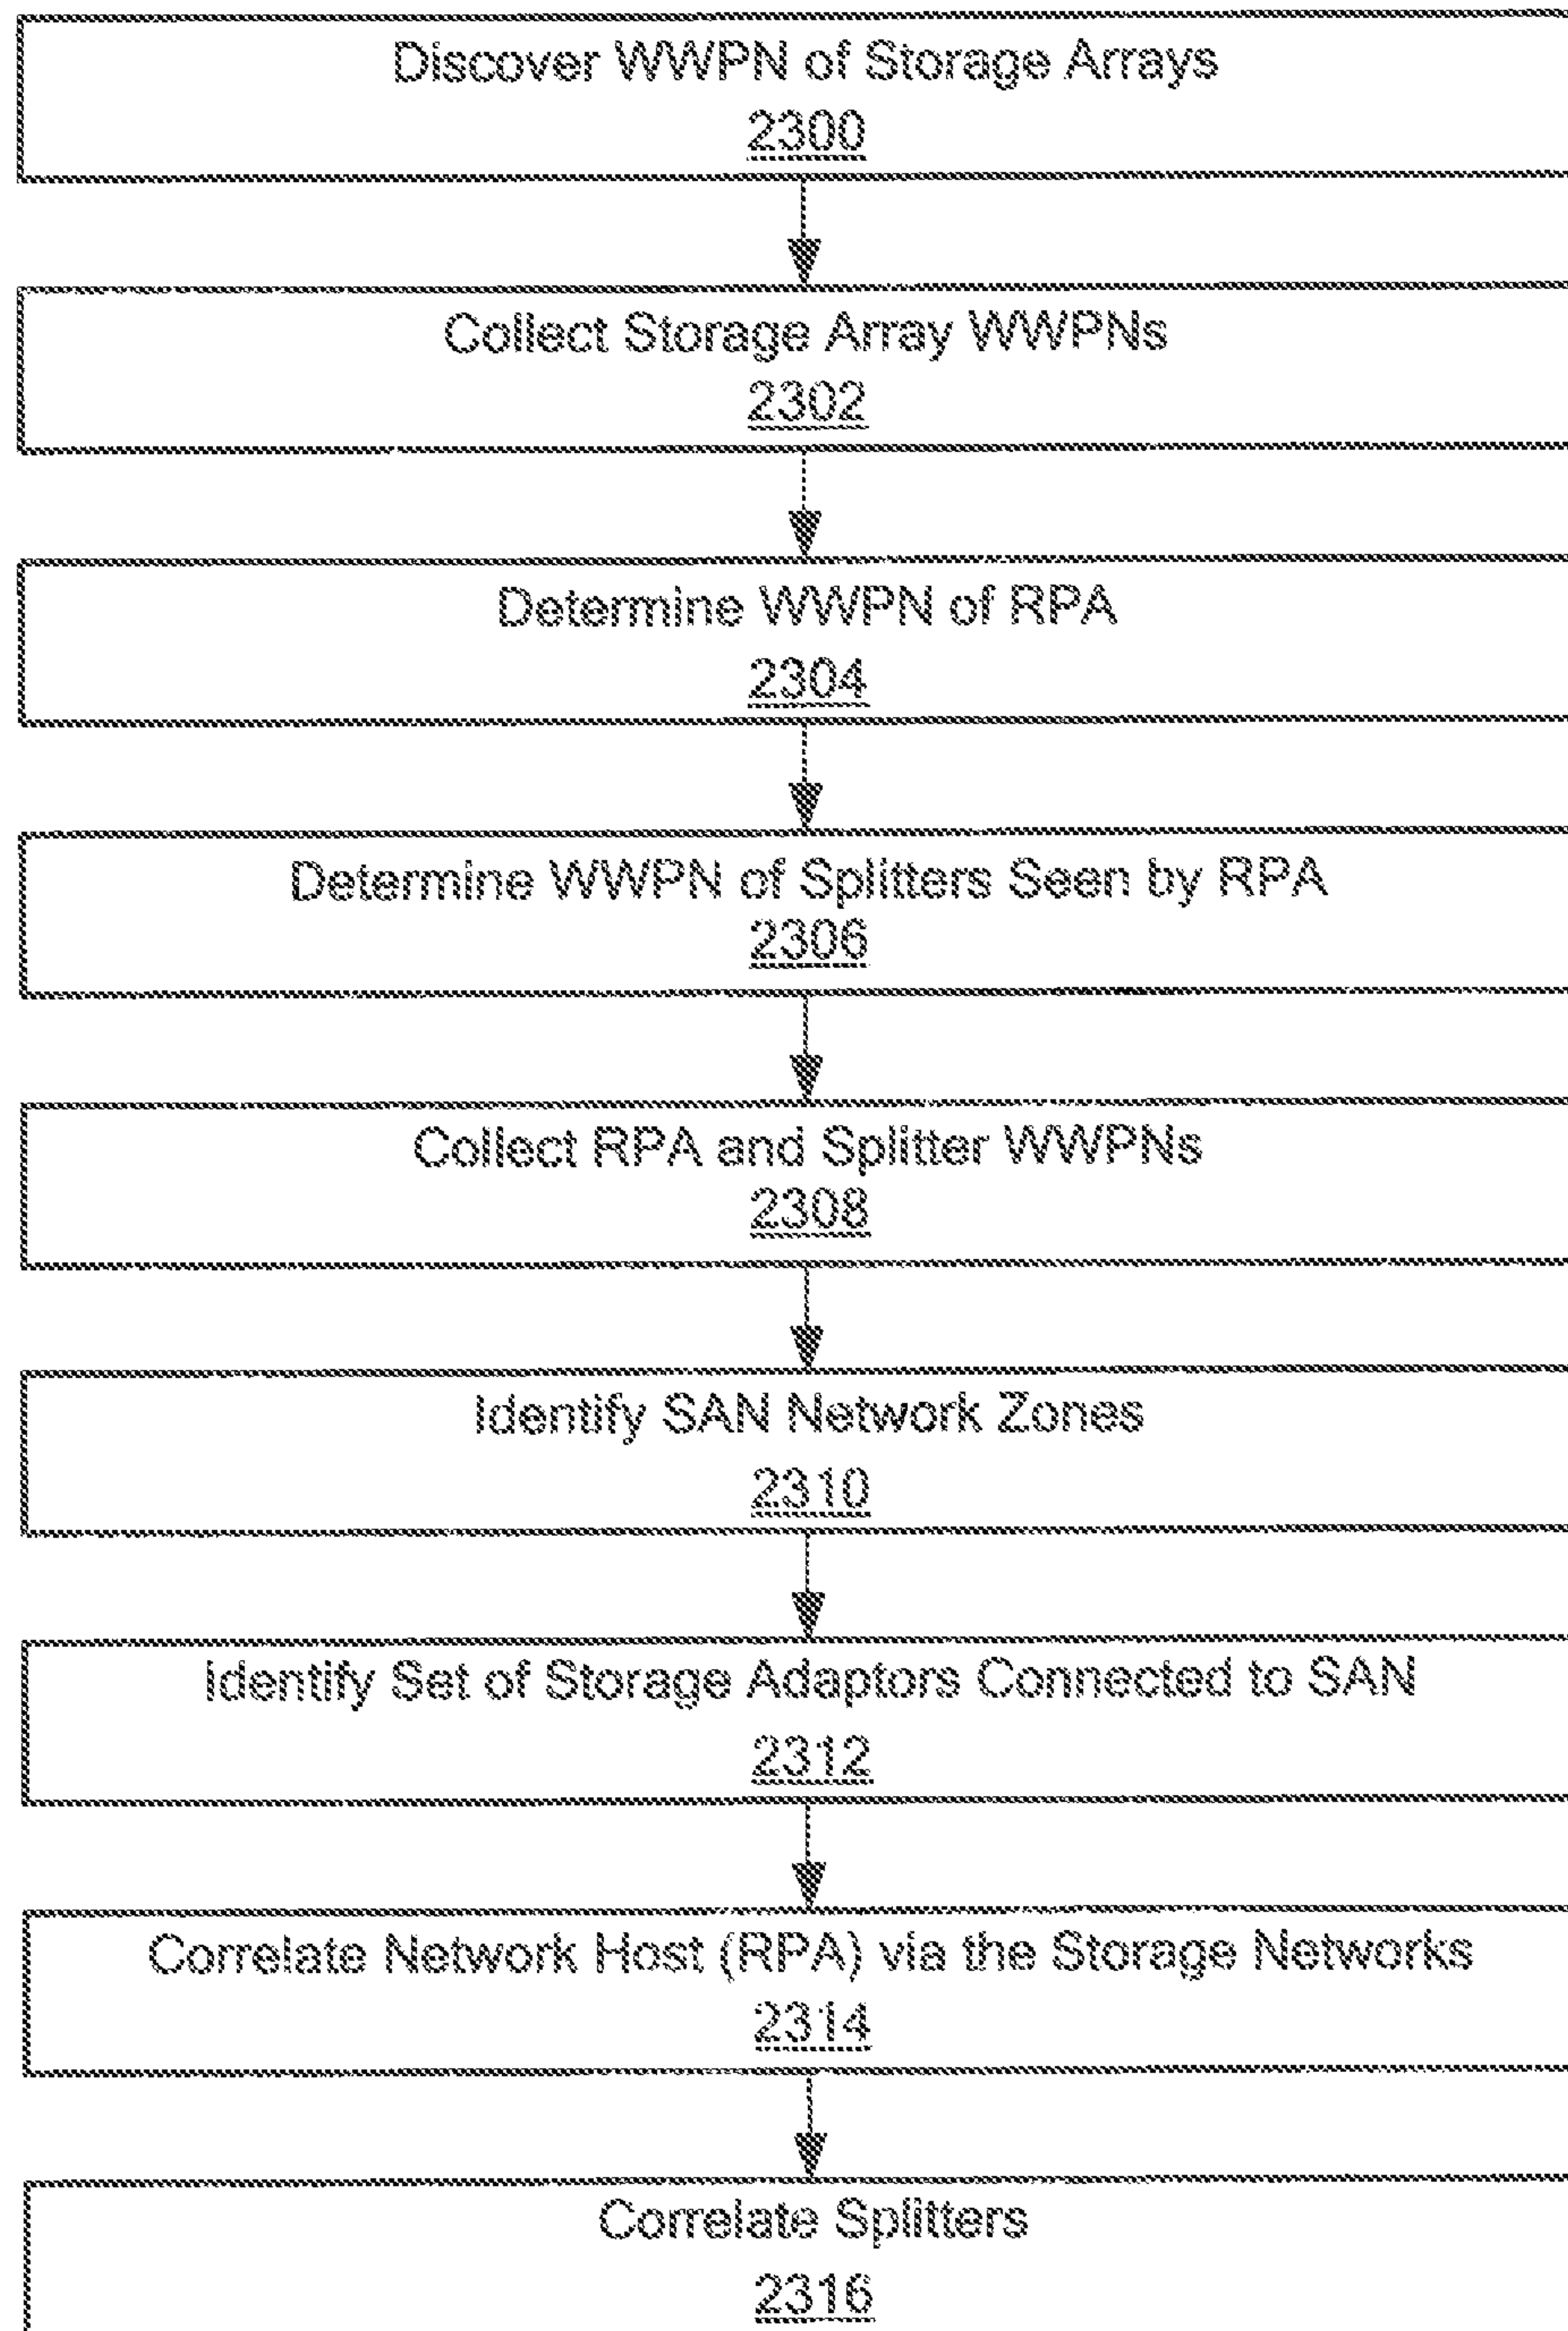 Discover WWPN of Storage Arrays
2300
Collect Storage Array WWPNs
2302
Determine WWPN of RPA
2304
Determine WWPN of Splitters Seen by RPA
2306
Collect RPA and Splitter WWPNs
2308
Identify SAN Network Zones
2310
Identify Set of Storage Adaptors Connected to SAN
2312
Correlate Network Host (RPA) via the Storage Networks
2314
Correlate Splitters
2316